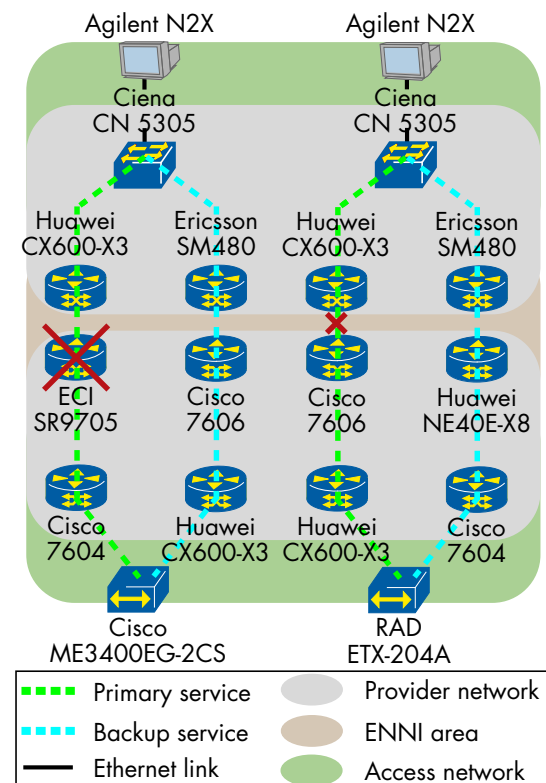 Agilent N2X
Agilent N2X
Ciena
CN 5305
Ciena
CN 5305
Huawei
CX600-X3
Ericsson
SM480
Huawei
CX600-X3
Ericsson
SM480
ECI
SR9705
Cisco
7606
Cisco
7606
Huawei
NE40E-X8
Cisco
7604
Huawei
CX600-X3
Huawei
CX600-X3
Cisco
7604
Cisco
ME3400EG-2CS
RAD
ETX-204A
Primary service
Provider network
Backup service
ENNI area
Ethernet link
Access network